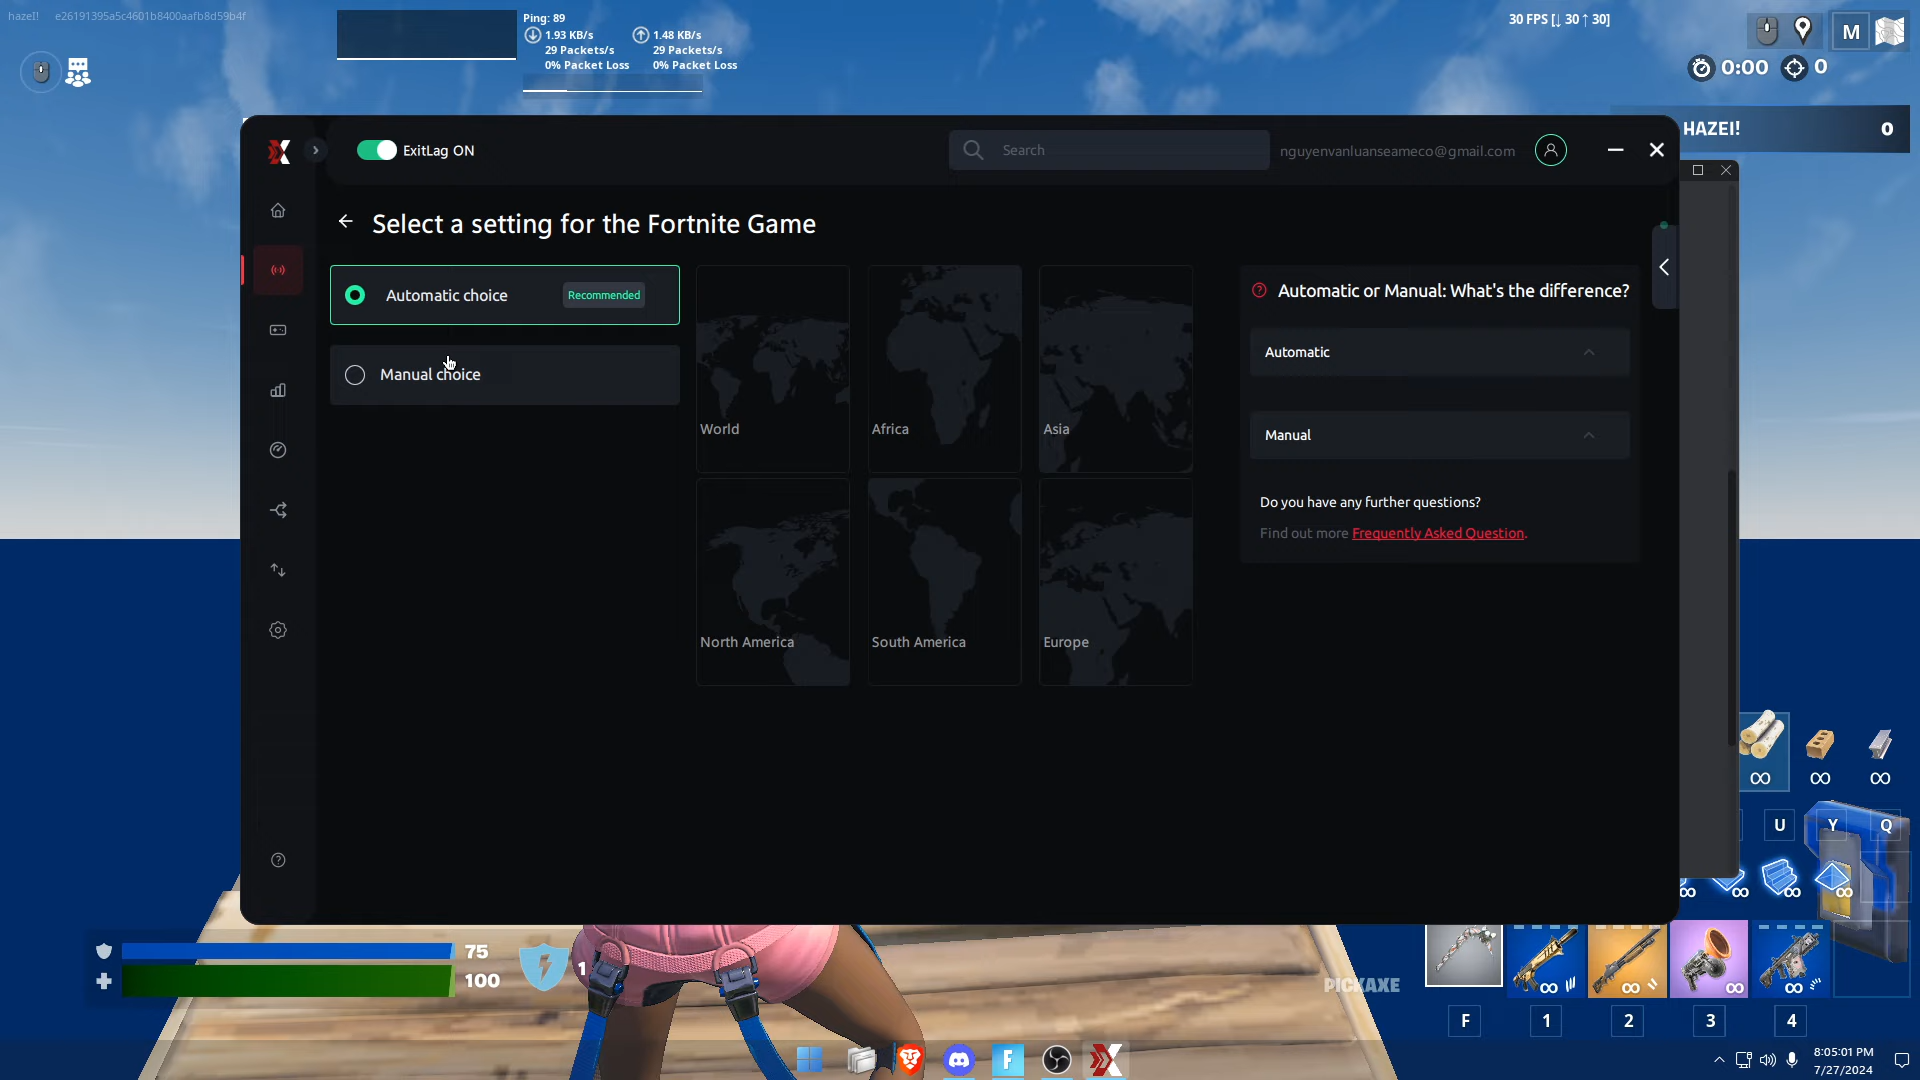 hazeI! e26191395a5c4601b8400aafb8d59b4f
Ping: 89
1.93 KB/s 1.48 KB/s
29 Packets/s 29 Packets/s
0% Packet Loss 0% Packet Loss
30 FPS [↓ 30 ↑ 30]
M
0:00 0
HAZEI! 0
ExitLag ON
Search
nguyenvanluanseameco@gmail.com
Select a setting for the Fortnite Game
Automatic choice Recommended
Manual choice
World
Africa
Asia
North America
South America
Europe
Automatic or Manual: What's the difference?
Automatic
Manual
Do you have any further questions?
Find out more Frequently Asked Question.
∞ ∞ ∞
U Y Q
∞ ∞ ∞ ∞
75
100
1
PICKAXE
∞ ∞ ∞ ∞
F 1 2 3 4
8:05:01 PM
7/27/2024